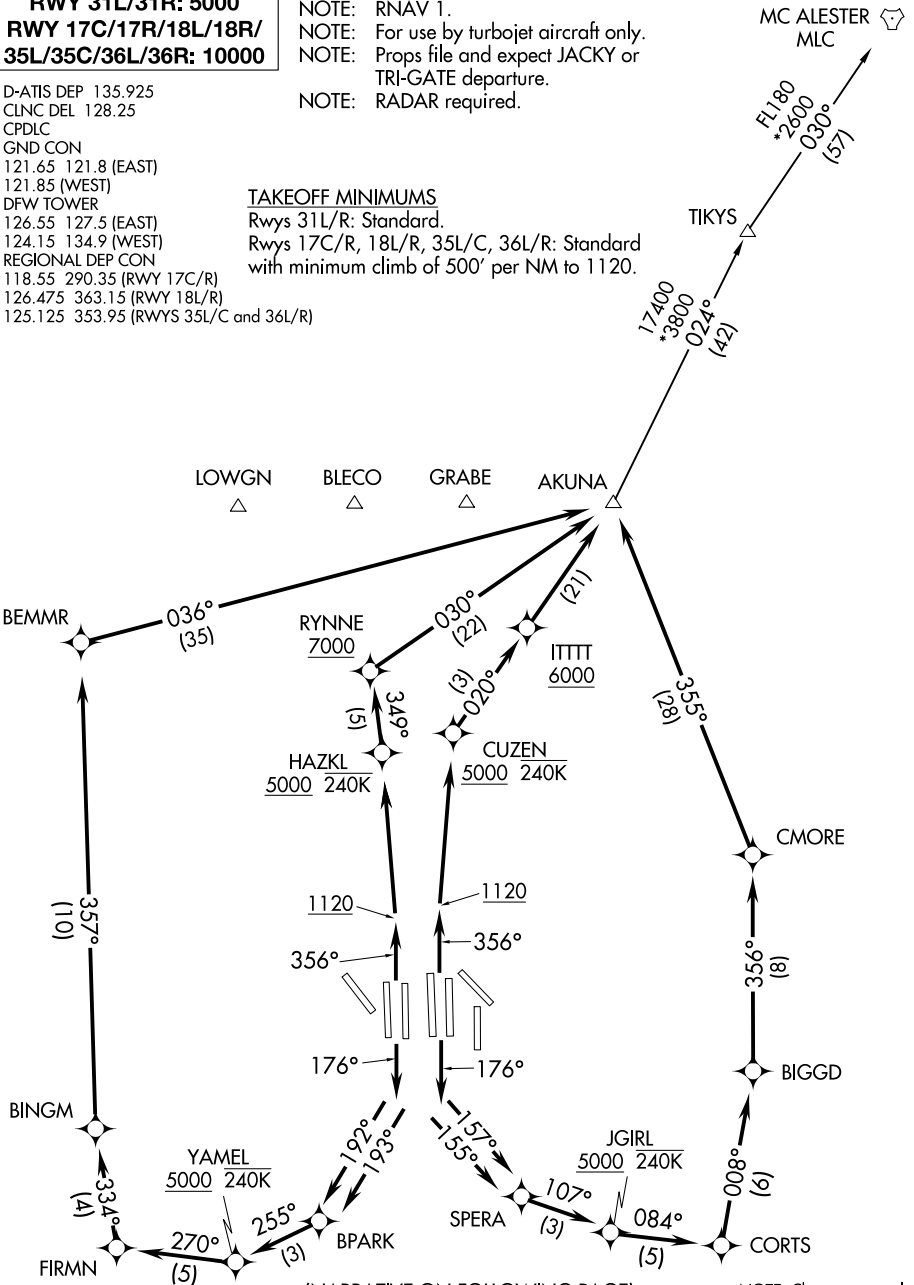 RWY 31L/31R: 5000
RWY 17C/17R/18L/18R/
35L/35C/36L/36R: 10000
NOTE: RNAV 1.
NOTE: For use by turbojet aircraft only.
NOTE: Props file and expect JACKY or
TRI-GATE departure.
NOTE: RADAR required.
MC ALESTER
MLC
D-ATIS DEP 135.925
CLNC DEL 128.25
CPDLC
GND CON
121.65 121.8 (EAST)
121.85 (WEST)
DFW TOWER
126.55 127.5 (EAST)
124.15 134.9 (WEST)
REGIONAL DEP CON
118.55 290.35 (RWY 17C/R)
126.475 363.15 (RWY 18L/R)
125.125 353.95 (RWYS 35L/C and 36L/R)
TAKEOFF MINIMUMS
Rwys 31L/R: Standard.
Rwys 17C/R, 18L/R, 35L/C, 36L/R: Standard
with minimum climb of 500' per NM to 1120.
FL180
*2600
030°
(57)
TIKYS
17400
*3800
024°
(42)
LOWGN
BLECO
GRABE
AKUNA
BEMMR
036°
(35)
RYNNE
7000
030°
(22)
(21)
ITTTT
6000
(3)
020°
349°
(5)
HAZKL
5000 240K
CUZEN
5000 240K
355°
(28)
CMORE
357°
(10)
1120
1120
356°
356°
356°
(8)
176°
176°
BIGGD
BINGM
192°
193°
157°
155°
JGIRL
5000 240K
YAMEL
5000 240K
334°
(4)
008°
(6)
255°
(3)
BPARK
SPERA
107°
(3)
084°
(5)
CORTS
FIRMN
270°
(5)